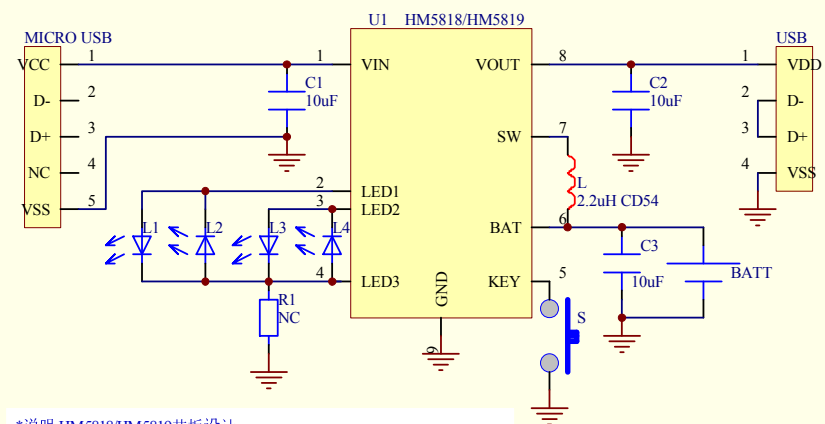 U1 HM5818/HM5819
MICRO USB
USB
VCC 1
1 VIN
VOUT 8
1 VDD
C1
10uF
C2
10uF
D- 2
2 D-
D+ 3
SW 7
3 D+
NC 4
L
2.2uH CD54
4 VSS
VSS 5
2 LED1
3 LED2
L1
L2
L3
L4
BAT 6
C3
10uF
BATT
4 LED3
KEY 5
R1
NC
GND
9
S